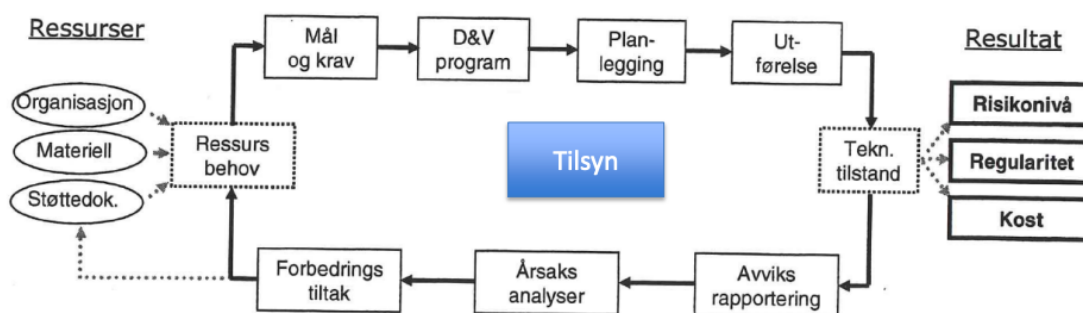 Ressurser
Mål
og krav
D&V
program
Plan-
legging
Ut-
førelse
Resultat
Organisasjon
Materiell
Støttedok.
Ressurs
behov
Tilsyn
Tekn.
tilstand
Risikonivå
Regularitet
Kost
Forbedrings
tiltak
Årsaks
analyser
Avviks
rapportering